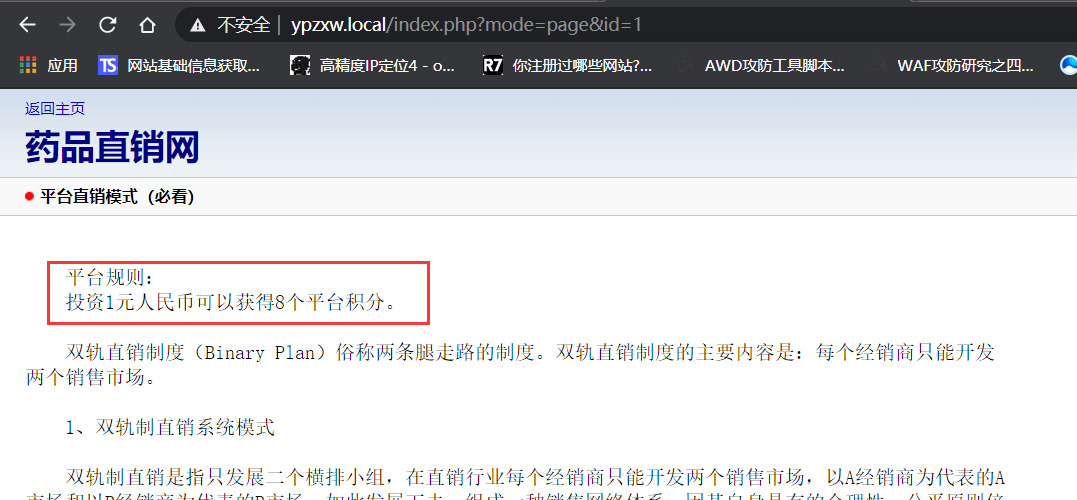 不安全 ypzxw.local/index.php?mode=page&id=1
应用 TS 网站基础信息获取... 高精度IP定位4 - o... R7 你注册过哪些网站?... AWD攻防工具脚本... WAF攻防研究之四...
返回主页
药品直销网
平台直销模式（必看）
平台规则：
投资1元人民币可以获得8个平台积分。
双轨直销制度（Binary Plan）俗称两条腿走路的制度。双轨直销制度的主要内容是：每个经销商只能开发
两个销售市场。
1、双轨制直销系统模式
双轨制直销是指只发展二个横排小组，在直销行业每个经销商只能开发两个销售市场，以A经销商为代表的A